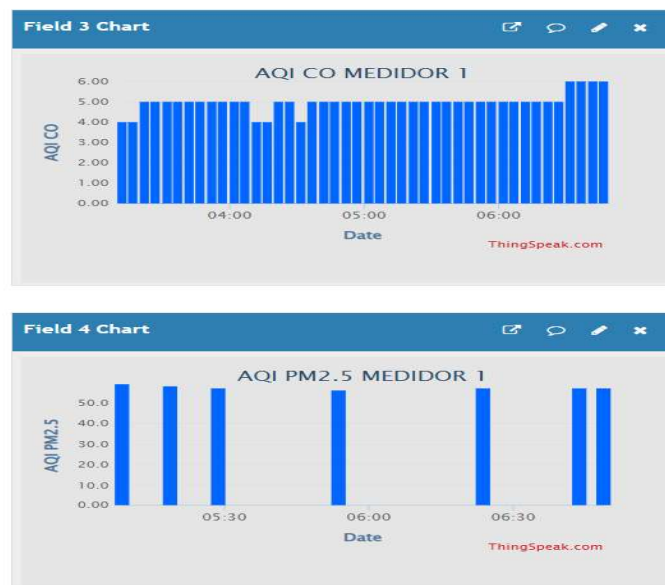 Field 3 Chart
AQI CO MEDIDOR 1
6.00
5.00
4.00
3.00
2.00
1.00
0.00
AQI CO
04:00 05:00 06:00
Date
ThingSpeak.com
Field 4 Chart
AQI PM2.5 MEDIDOR 1
50.0
40.0
30.0
20.0
10.0
0.00
AQI PM2.5
05:30 06:00 06:30
Date
ThingSpeak.com